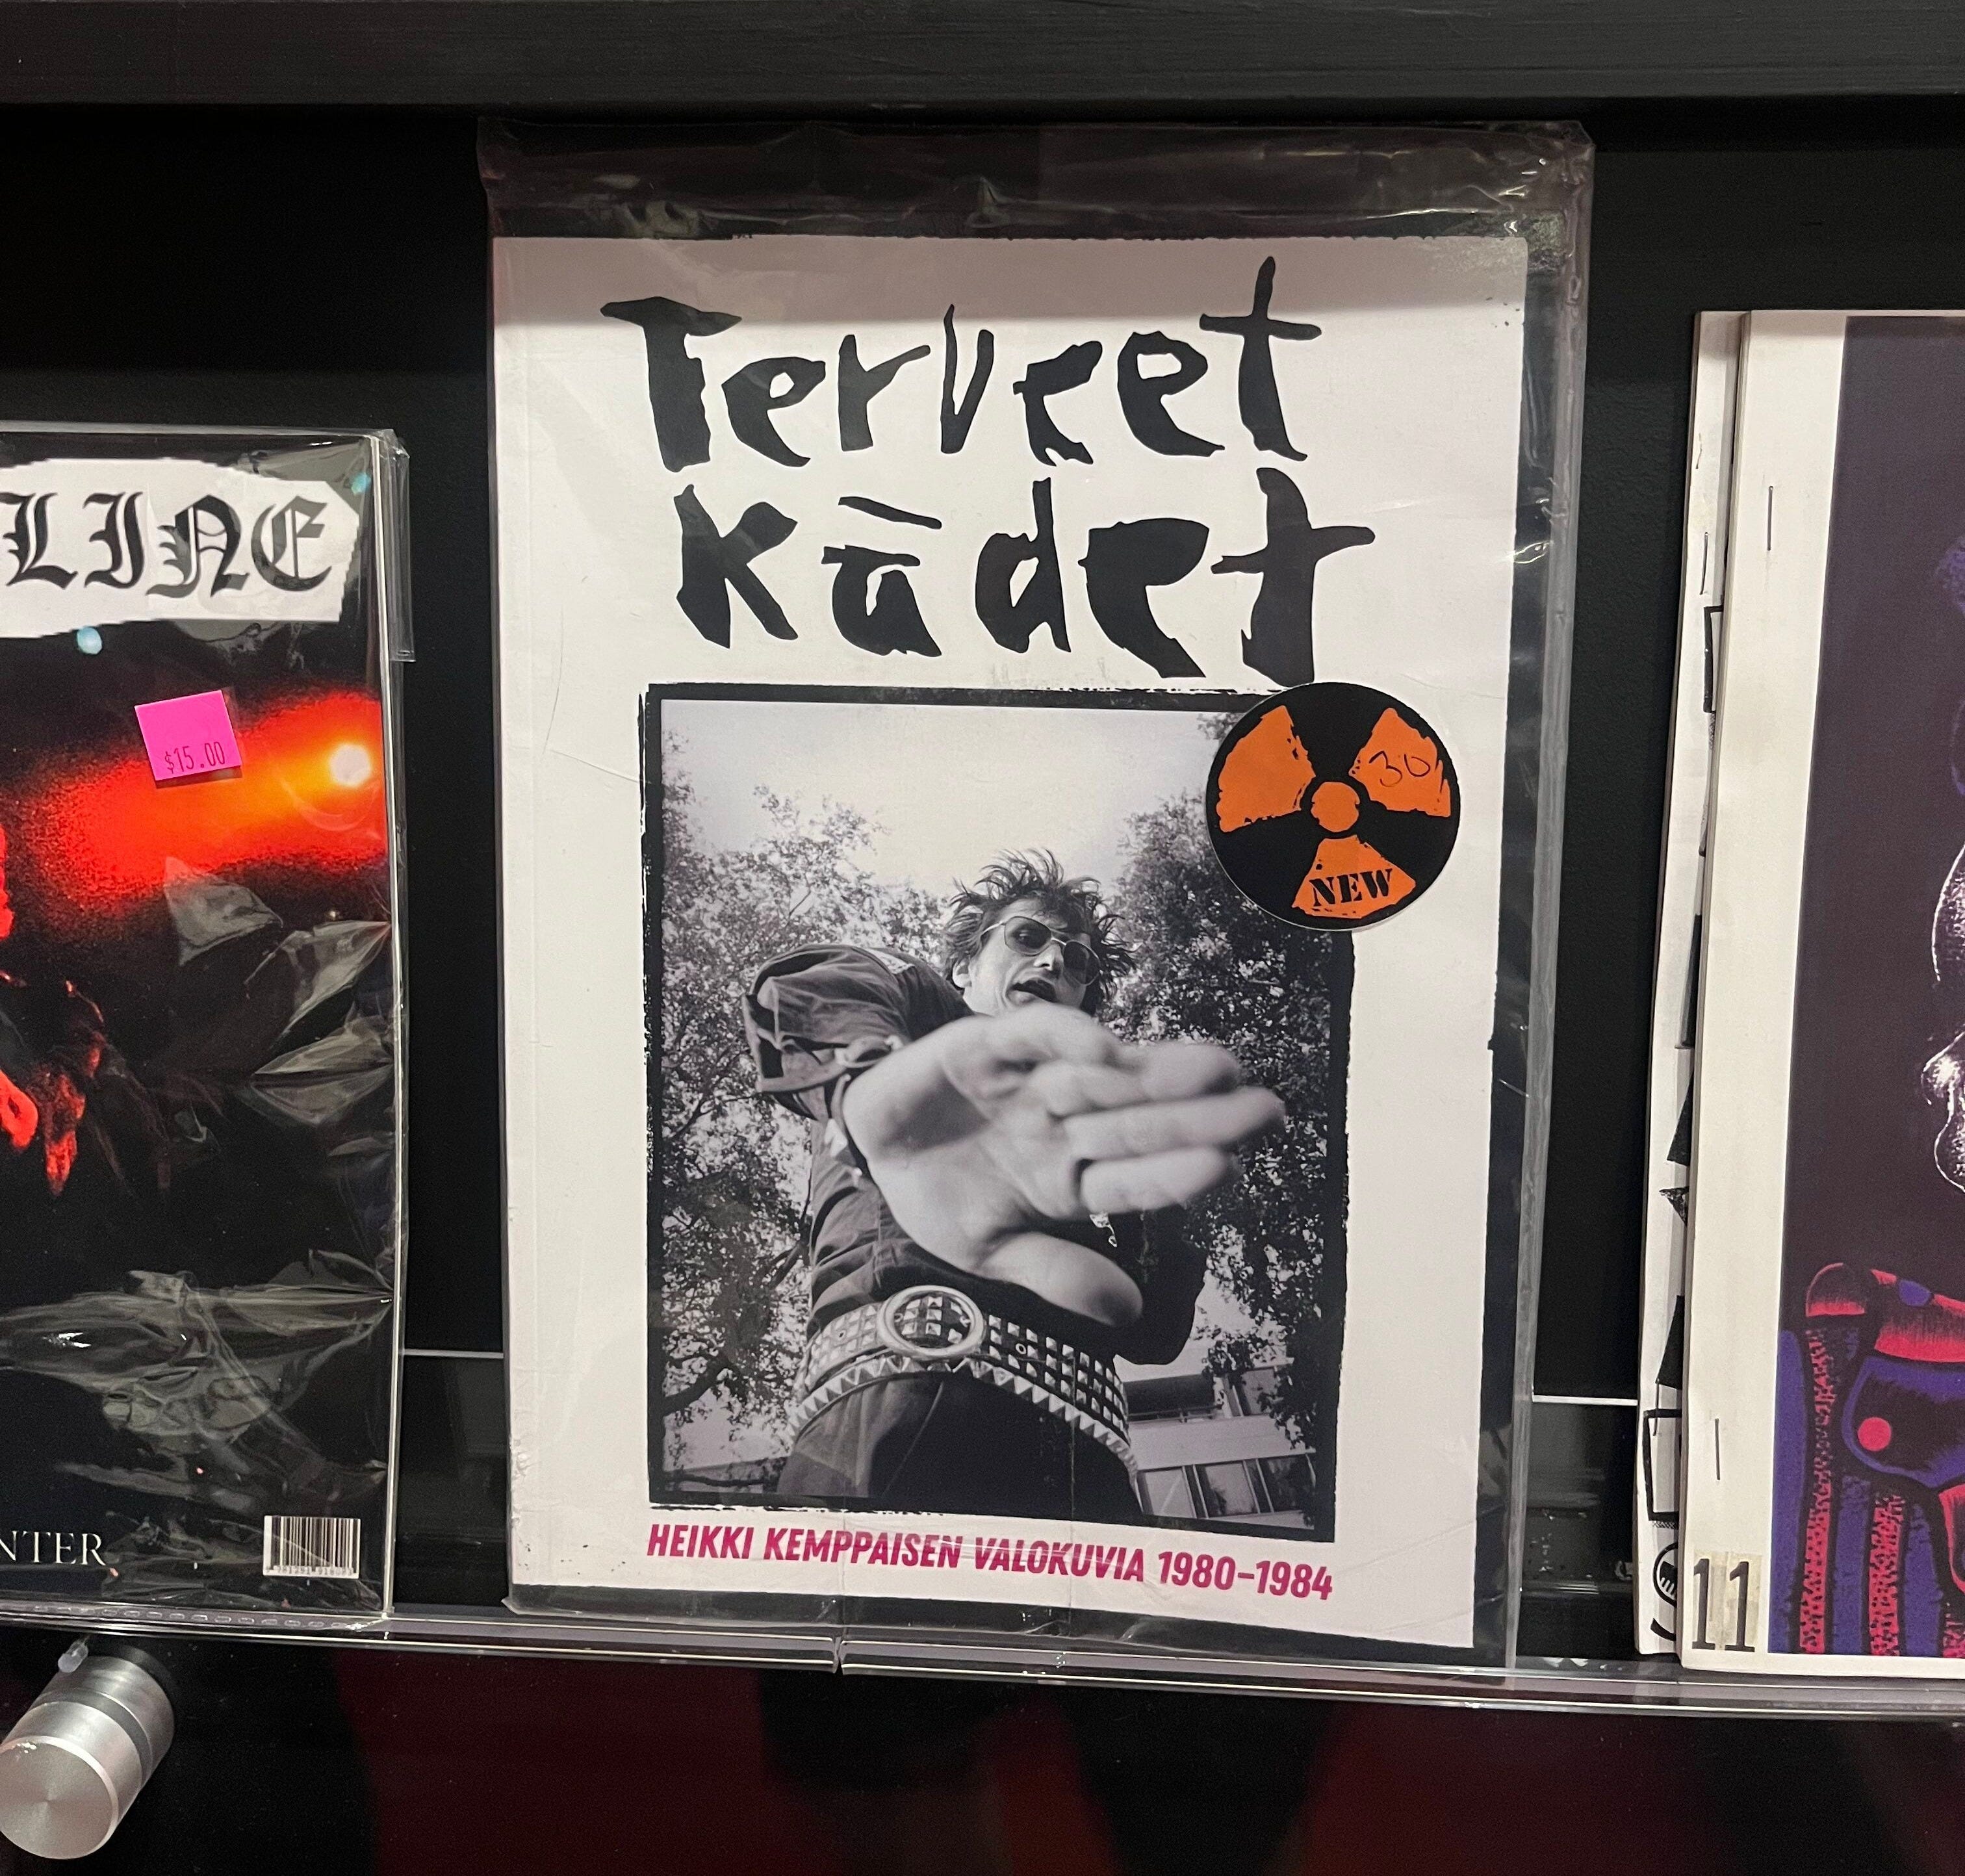 LINE
$15.00
NTER
Terveet
Kädet
30
NEW
HEIKKI KEMPPAISEN VALOKUVIA 1980–1984
11